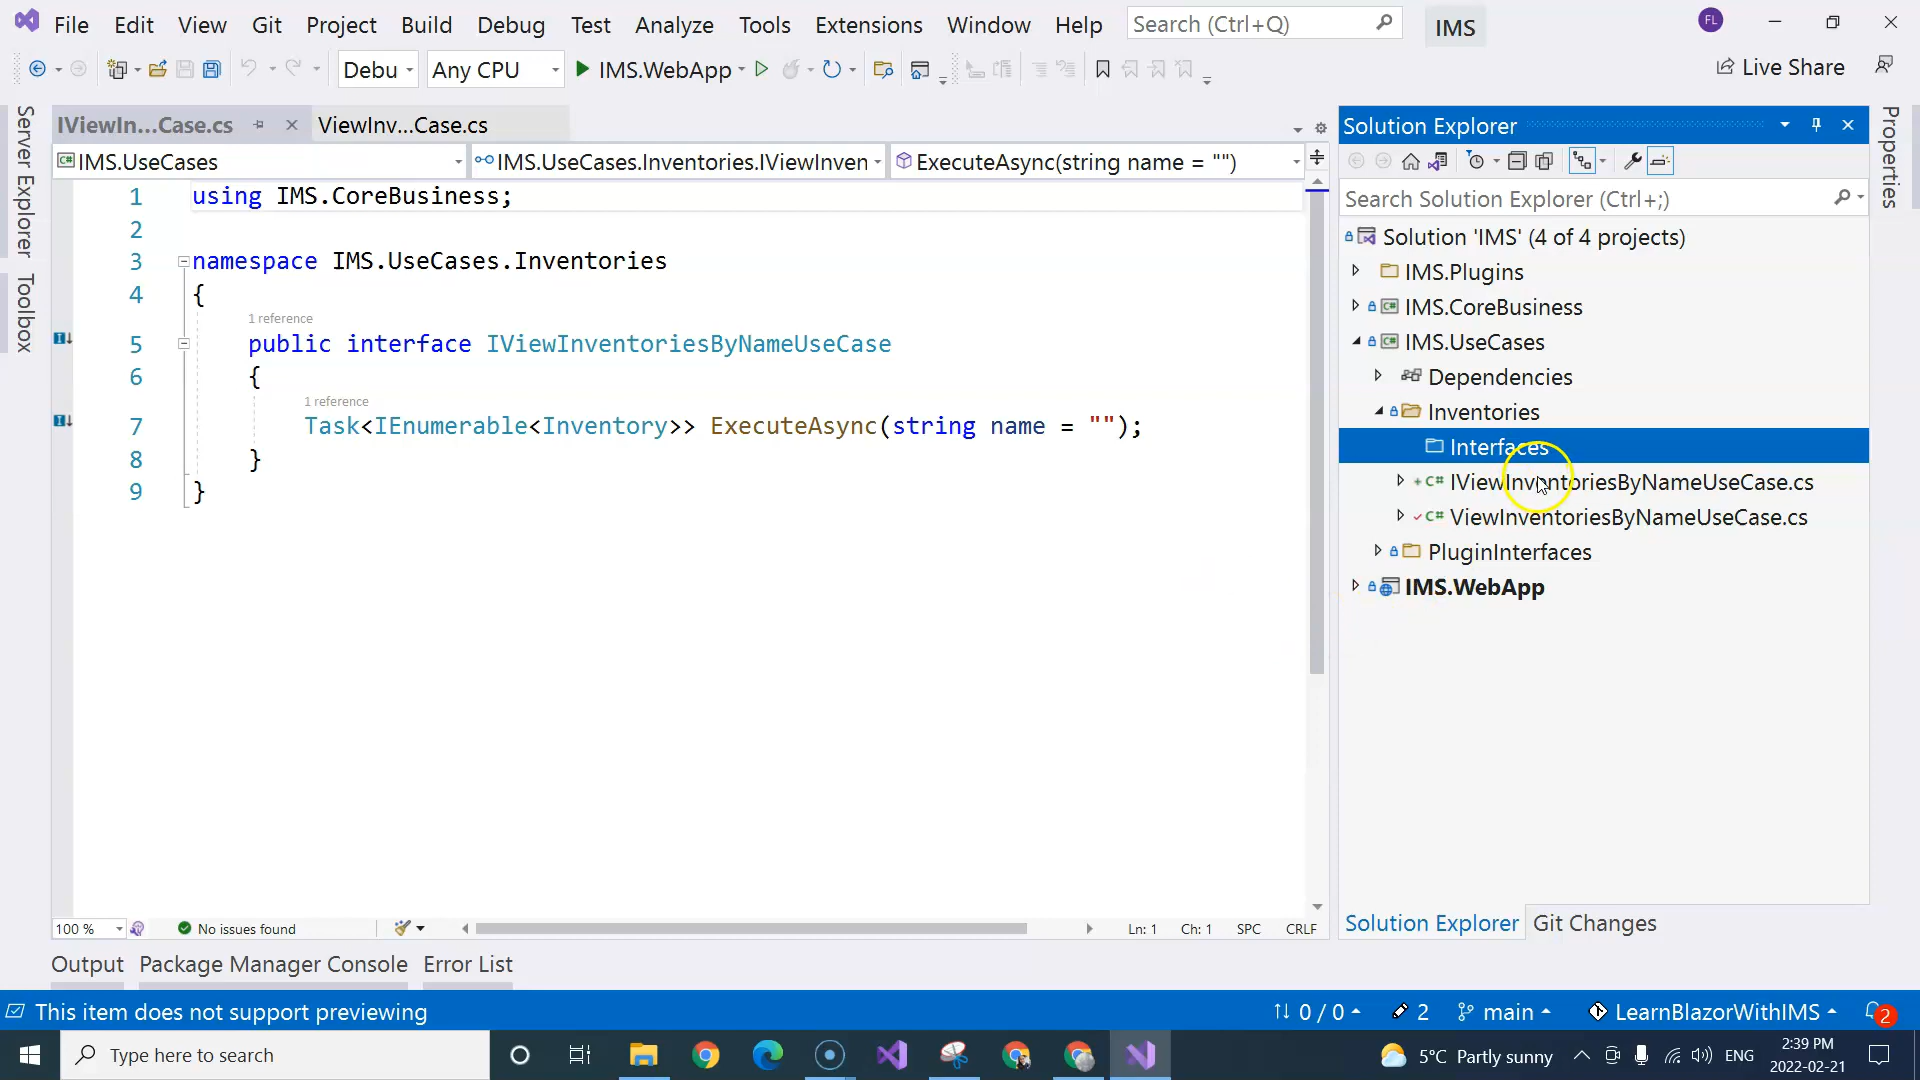 File Edit View Git Project Build Debug Test Analyze Tools Extensions Window Help Search (Ctrl+Q) IMS FL
Debu Any CPU IMS.WebApp Live Share
Server Explorer
Toolbox
IViewIn...Case.cs ViewInv...Case.cs
IMS.UseCases IMS.UseCases.Inventories.IViewInven ExecuteAsync(string name = "")
1 using IMS.CoreBusiness;
2
3 namespace IMS.UseCases.Inventories
4 {
1 reference
5 public interface IViewInventoriesByNameUseCase
6 {
1 reference
7 Task<IEnumerable<Inventory>> ExecuteAsync(string name = "");
8 }
9 }
100 % No issues found Ln: 1 Ch: 1 SPC CRLF
Solution Explorer
Search Solution Explorer (Ctrl+;)
Solution 'IMS' (4 of 4 projects)
IMS.Plugins
IMS.CoreBusiness
IMS.UseCases
Dependencies
Inventories
Interfaces
IViewInventoriesByNameUseCase.cs
ViewInventoriesByNameUseCase.cs
PluginInterfaces
IMS.WebApp
Solution Explorer Git Changes
Properties
Output Package Manager Console Error List
This item does not support previewing 0 / 0 2 main LearnBlazorWithIMS 2
Type here to search 5°C Partly sunny ENG 2:39 PM
2022-02-21